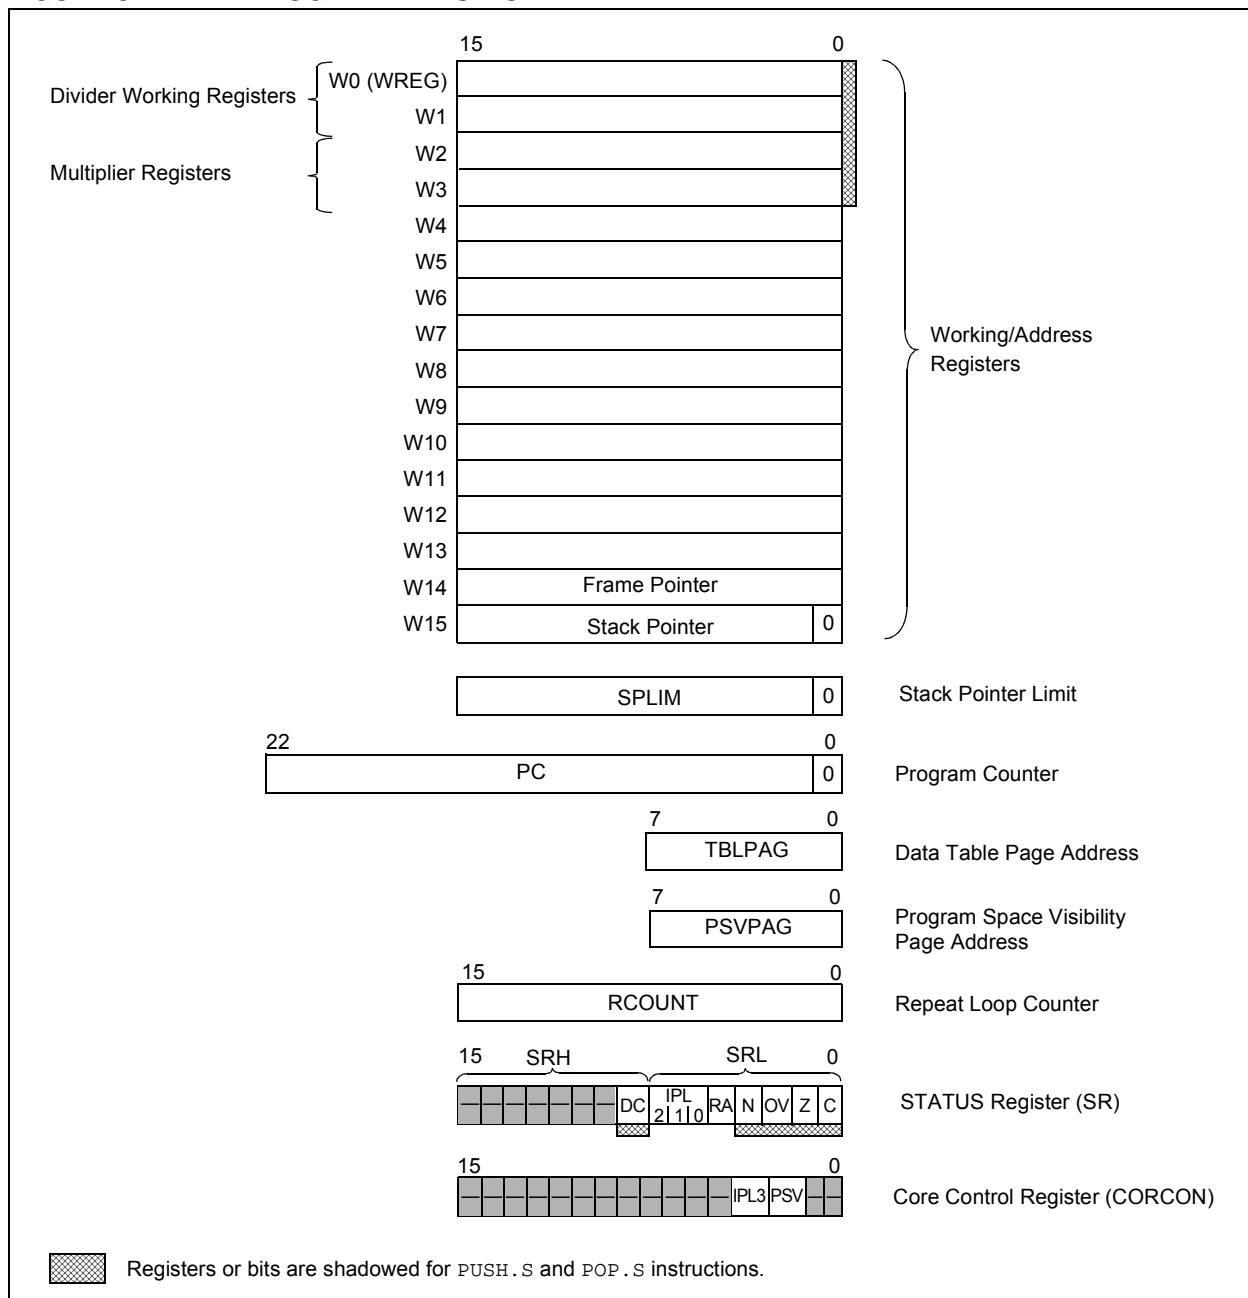 15 0
W0 (WREG)
Divider Working Registers
W1
W2
Multiplier Registers
W3
W4
W5
W6
W7
Working/Address
Registers
W8
W9
W10
W11
W12
W13
W14 Frame Pointer
W15 Stack Pointer 0
SPLIM 0 Stack Pointer Limit
22 0
PC 0 Program Counter
7 0
TBLPAG Data Table Page Address
7 0
PSVPAG Program Space Visibility
Page Address
15 0
RCOUNT Repeat Loop Counter
15 SRH SRL 0
— — — — — — — DC IPL 2 1 0 RA N OV Z C STATUS Register (SR)
15 0
— — — — — — — — — — — — IPL3 PSV — — Core Control Register (CORCON)
Registers or bits are shadowed for PUSH.S and POP.S instructions.